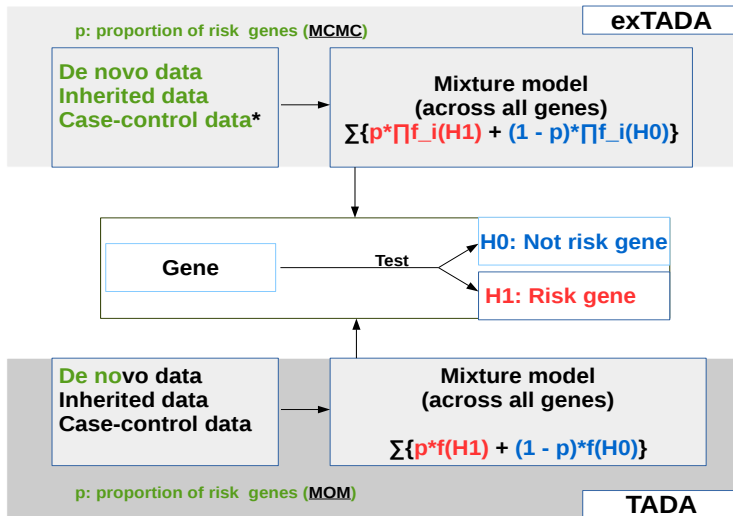 exTADA
p: proportion of risk genes (MCMC)
De novo data
Inherited data
Case-control data*
Mixture model
(across all genes)
∑{p*∏f_i(H1) + (1 - p)*∏f_i(H0)}
Gene
Test
H0: Not risk gene
H1: Risk gene
De novo data
Inherited data
Case-control data
Mixture model
(across all genes)
∑{p*f(H1) + (1 - p)*f(H0)}
p: proportion of risk genes (MOM)
TADA